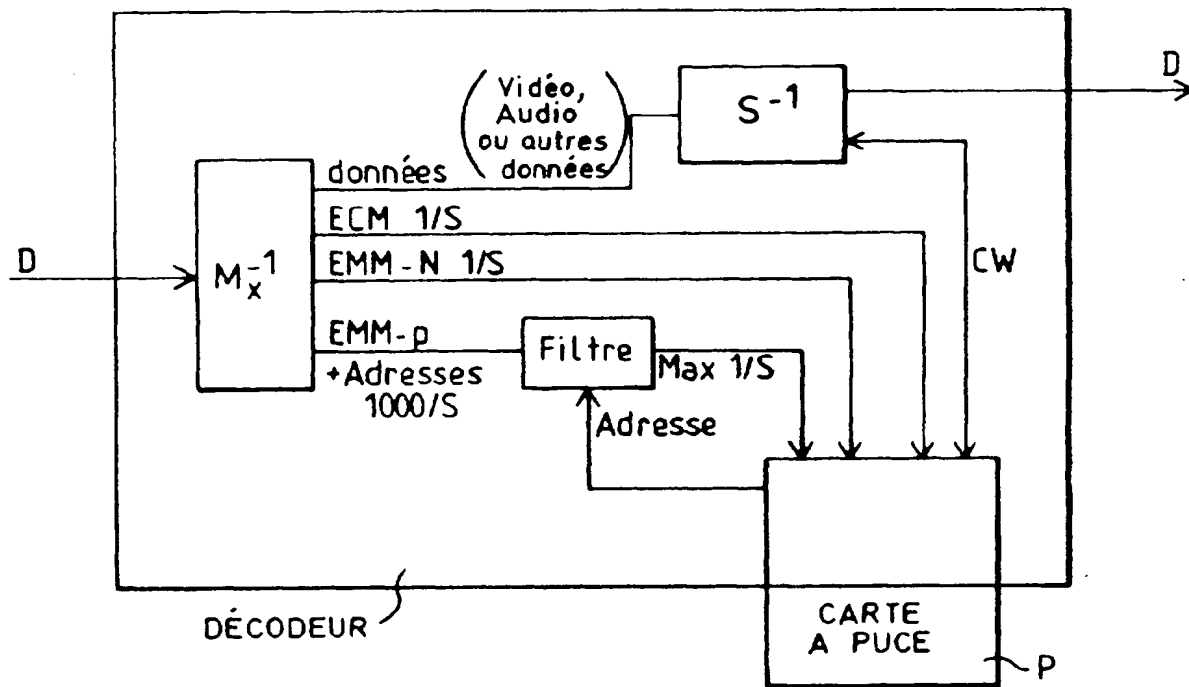 D
(Vidéo,
Audio
ou autres
données)
S⁻¹
données
ECM 1/S
D
Mₓ⁻¹
EMM-N 1/S
CW
EMM-p
+Adresses
1000/S
Filtre
Max 1/S
Adresse
DÉCODEUR
CARTE
A PUCE
P